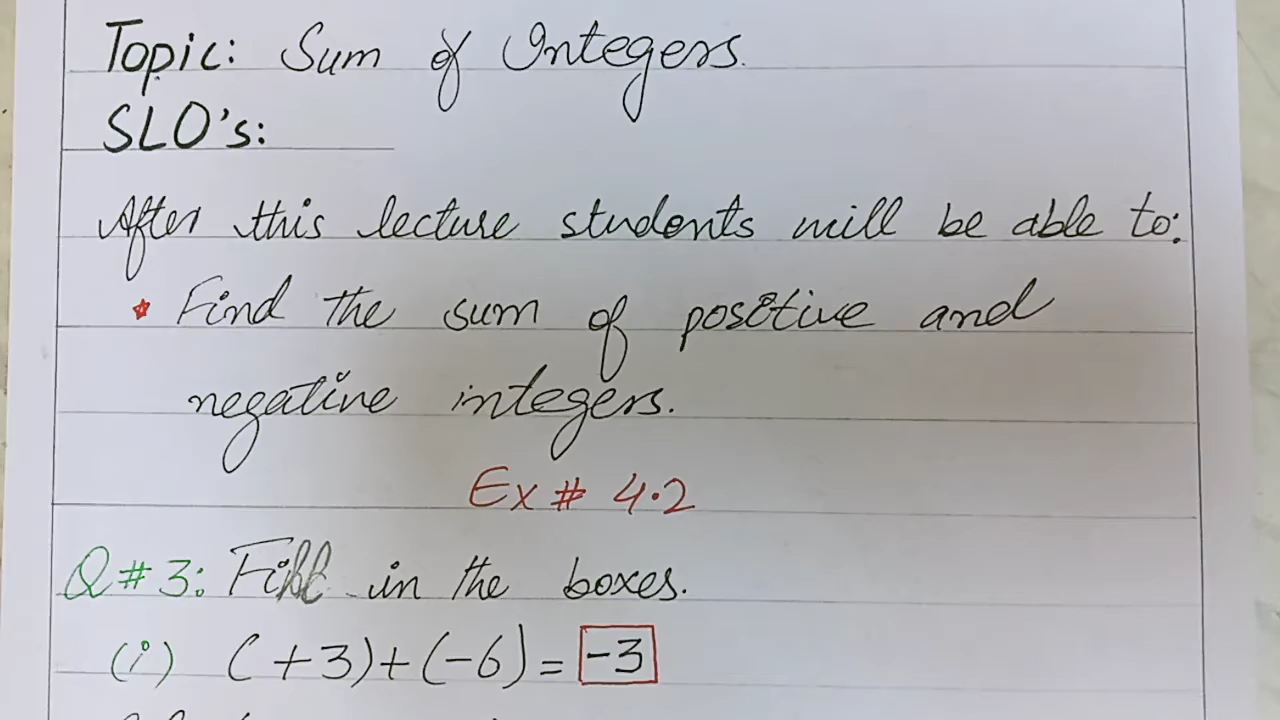 Topic: Sum of Integers.
SLO's:
After this lecture students will be able to:
* Find the sum of positive and
negative integers.
Ex# 4.2
Q#3: Fill in the boxes.
(i) (+3)+(-6)= -3